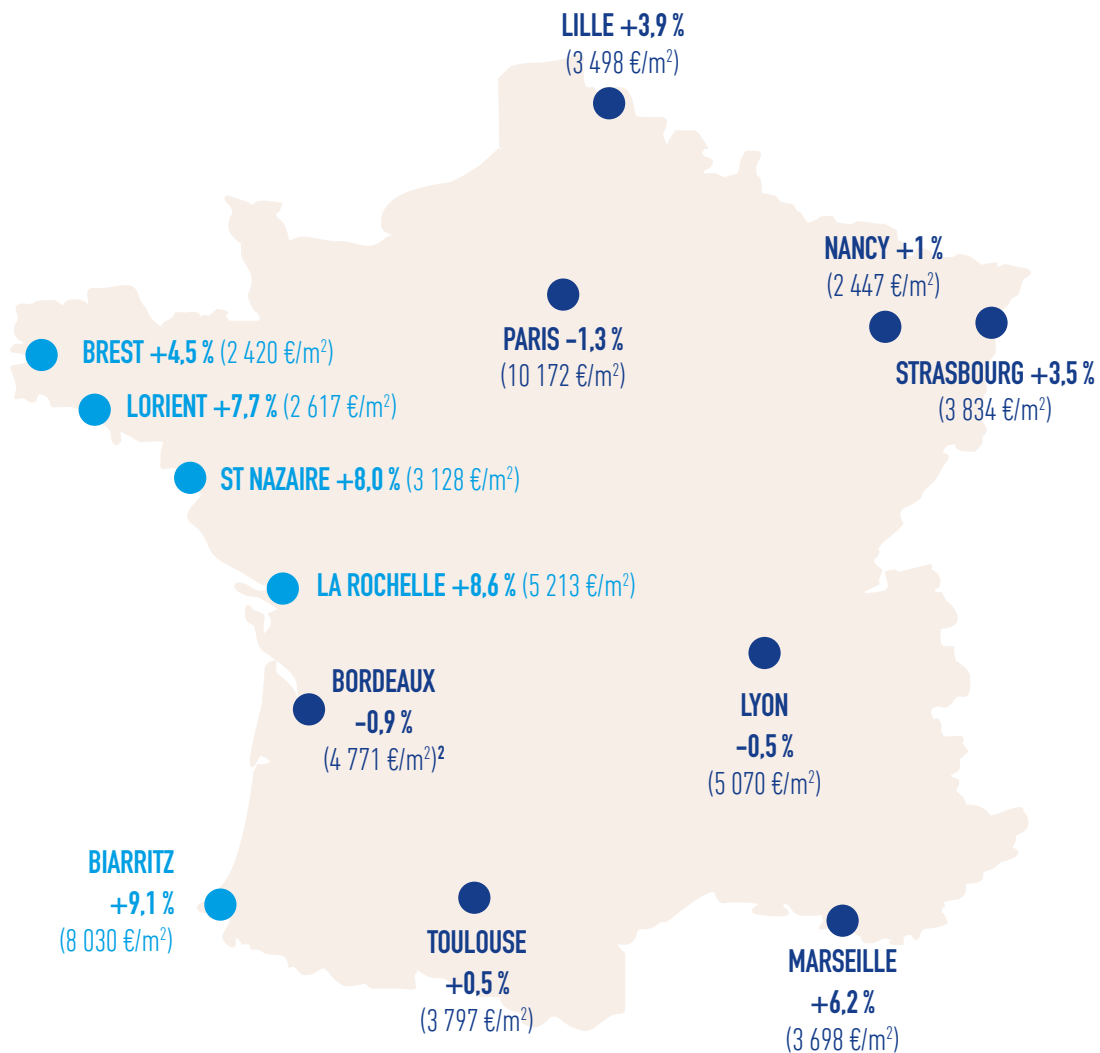 LILLE +3,9 %
(3 498 €/m²)
NANCY +1 %
(2 447 €/m²)
PARIS -1,3 %
(10 172 €/m²)
STRASBOURG +3,5 %
(3 834 €/m²)
BREST +4,5 % (2 420 €/m²)
LORIENT +7,7 % (2 617 €/m²)
ST NAZAIRE +8,0 % (3 128 €/m²)
LA ROCHELLE +8,6 % (5 213 €/m²)
BORDEAUX
-0,9 %
(4 771 €/m²)²
LYON
-0,5 %
(5 070 €/m²)
BIARRITZ
+9,1 %
(8 030 €/m²)
TOULOUSE
+0,5 %
(3 797 €/m²)
MARSEILLE
+6,2 %
(3 698 €/m²)